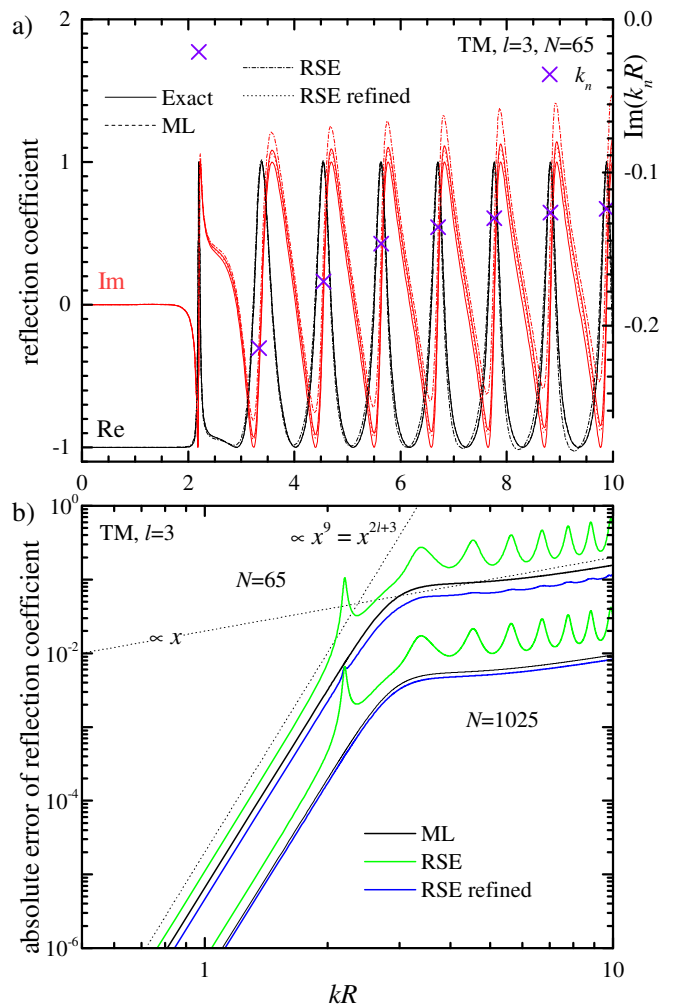 a)
TM, l=3, N=65
RSE
k_n
Exact
RSE refined
ML
Im
Re
reflection coefficient
2
1
0
-1
0 2 4 6 8 10
Im(k_nR)
0.0
-0.1
-0.2
b)
TM, l=3
∝ x^9 = x^{2l+3}
N=65
∝ x
N=1025
ML
RSE
RSE refined
absolute error of reflection coefficient
10^0
10^-2
10^-4
10^-6
1 10
kR